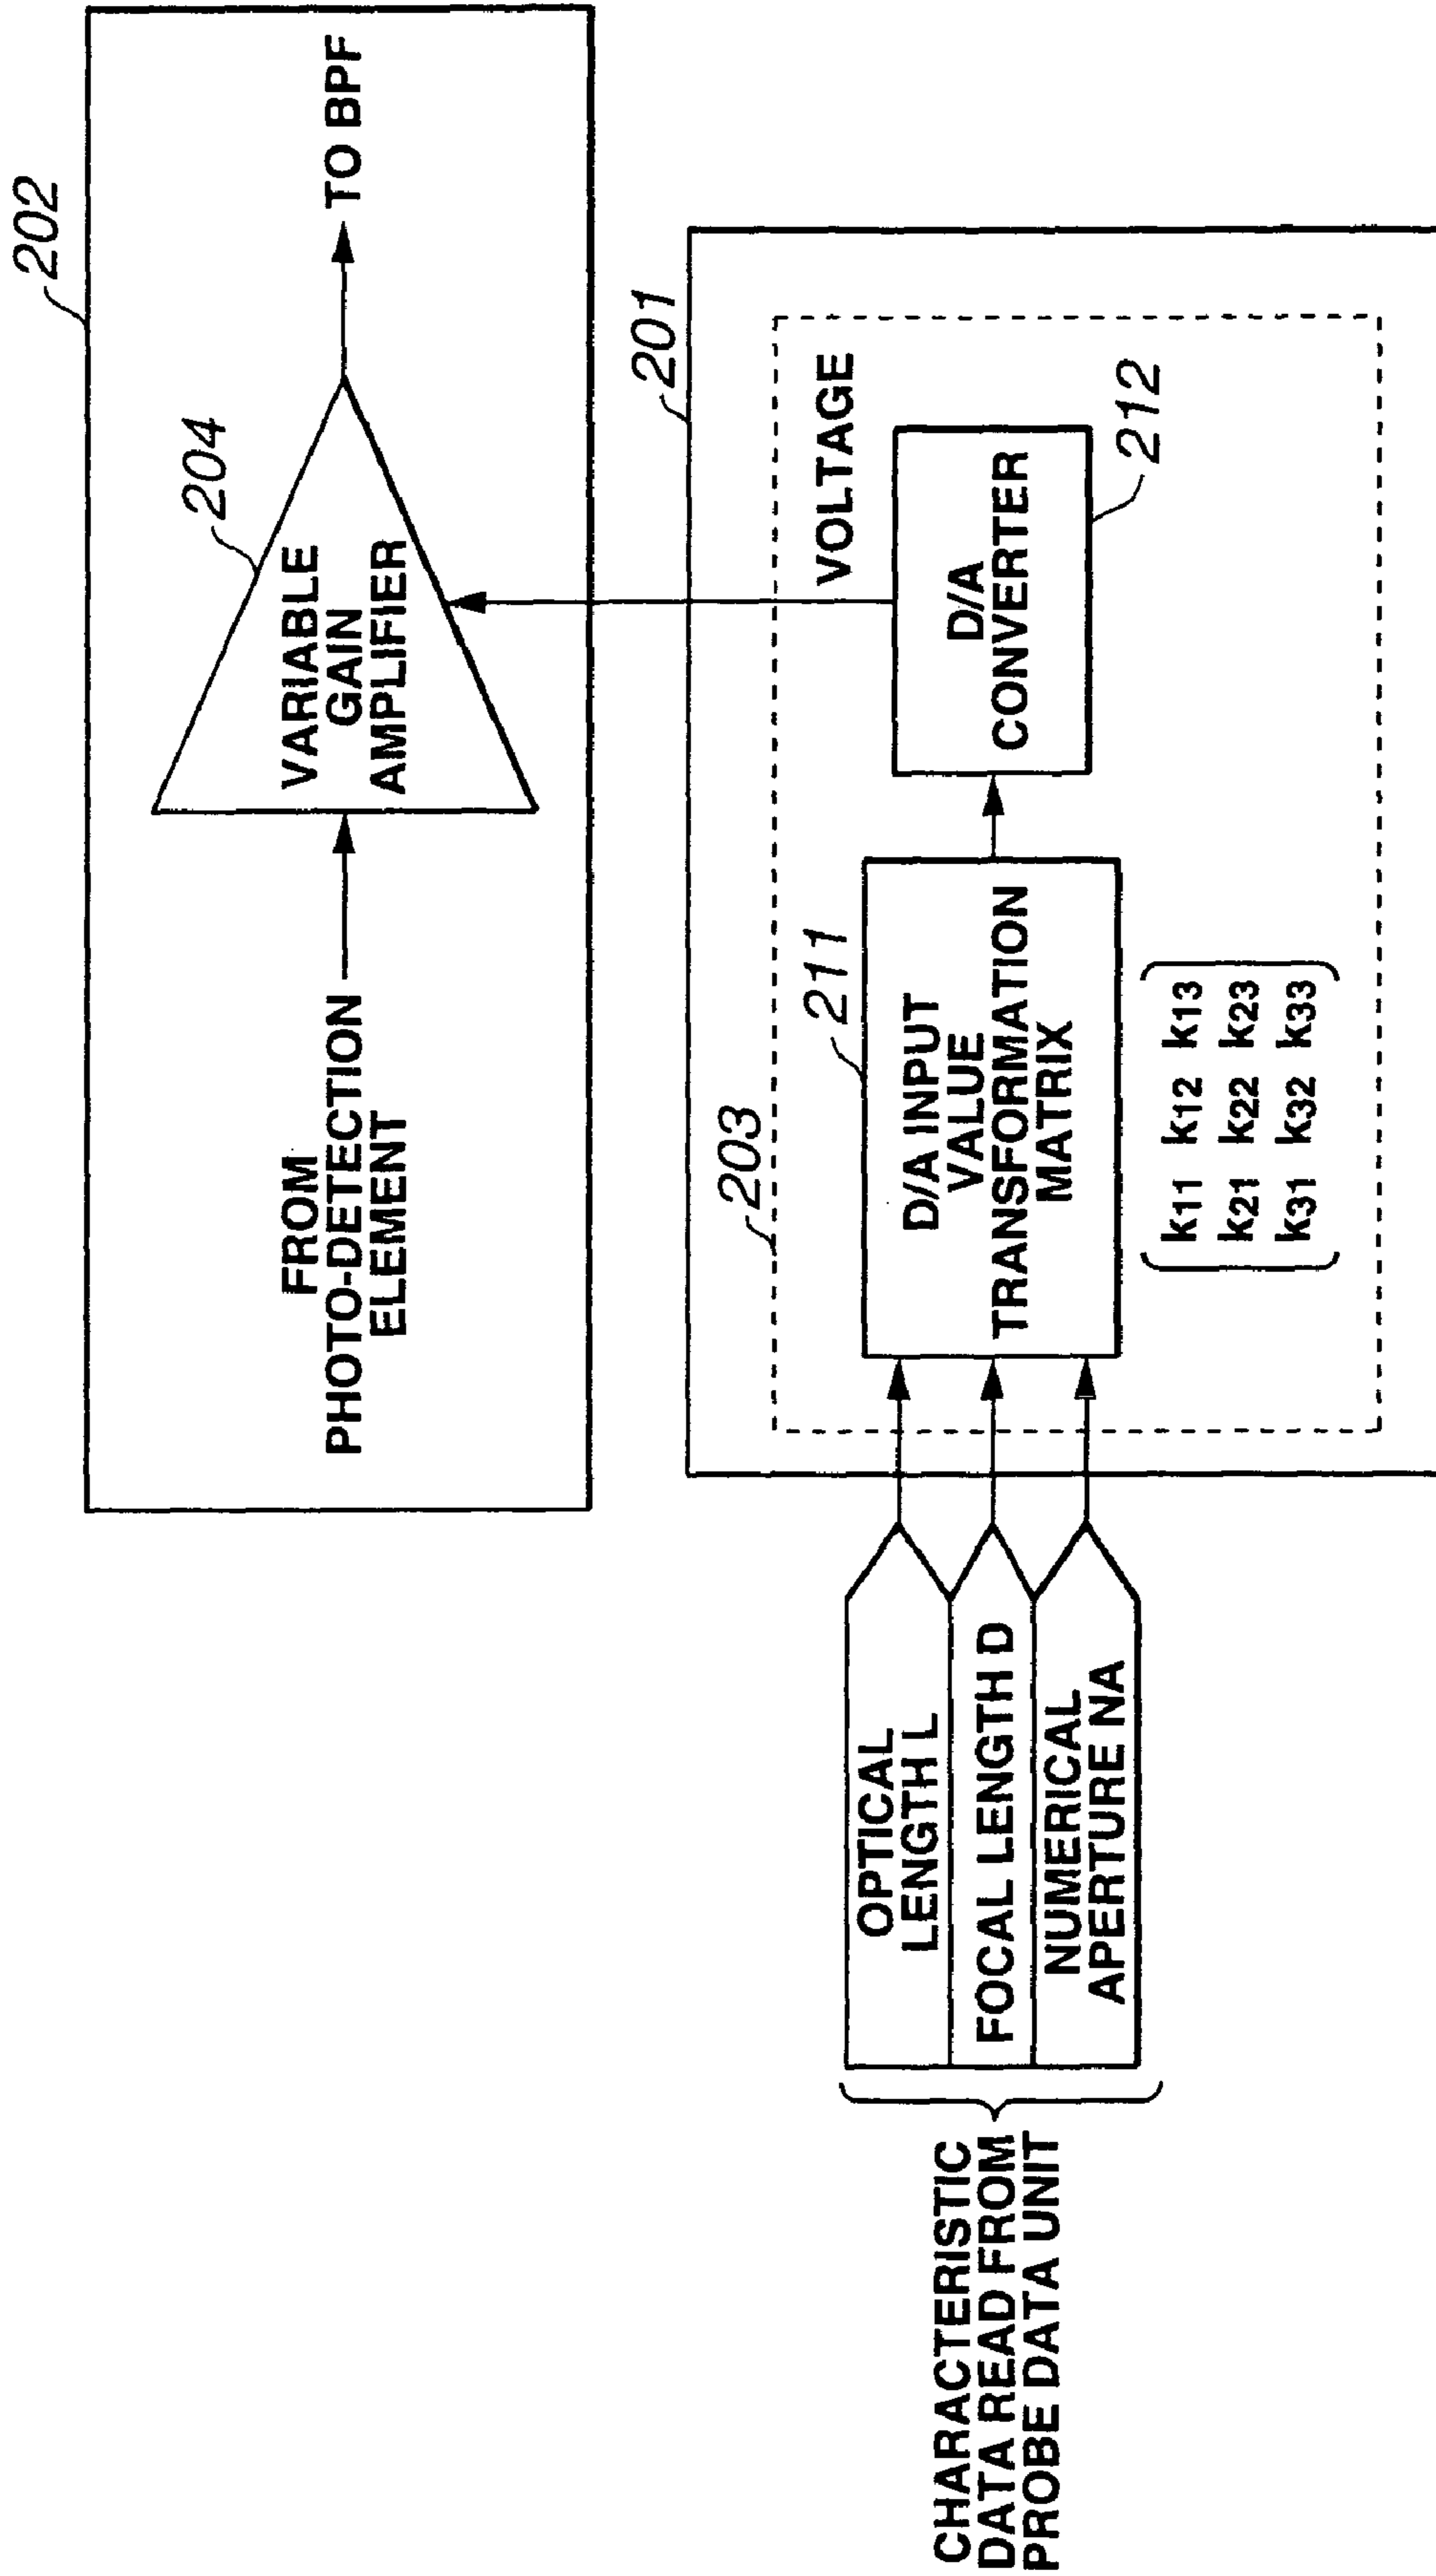 202
204
FROM
PHOTO-DETECTION
ELEMENT
VARIABLE
GAIN
AMPLIFIER
TO BPF
201
203
VOLTAGE
211
D/A INPUT
VALUE
TRANSFORMATION
MATRIX
D/A
CONVERTER
212
k11 k12 k13
k21 k22 k23
k31 k32 k33
OPTICAL
LENGTH L
FOCAL LENGTH D
NUMERICAL
APERTURE NA
CHARACTERISTIC
DATA READ FROM
PROBE DATA UNIT